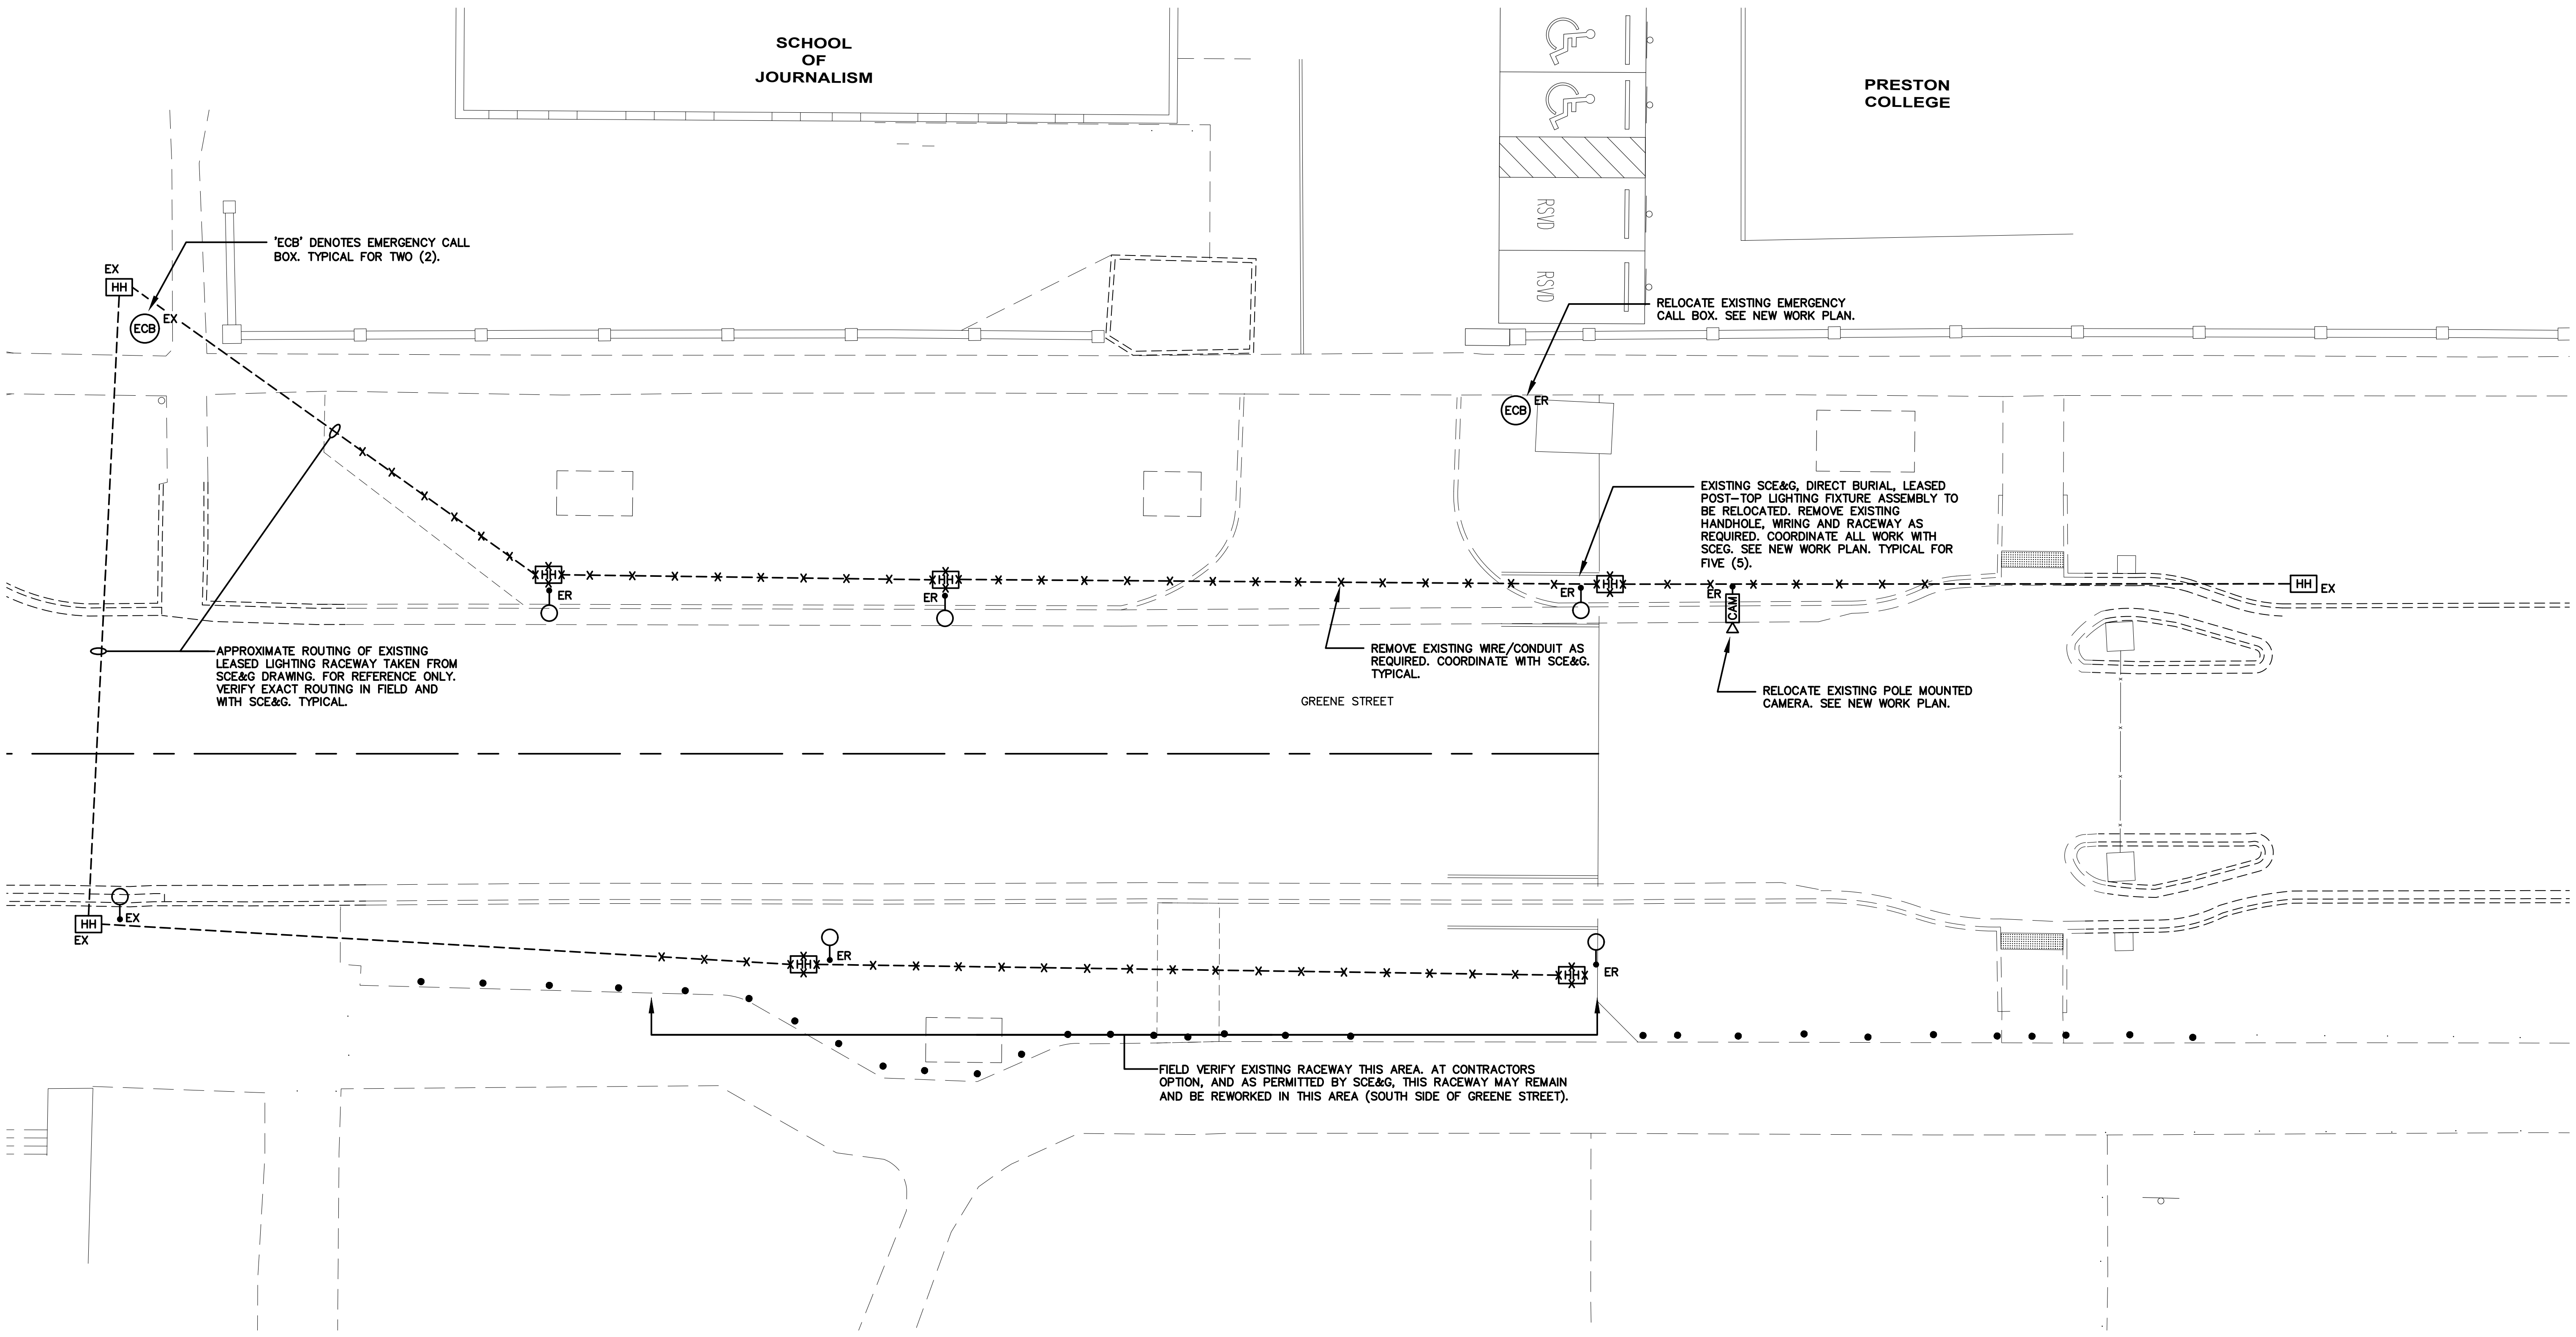 SCHOOL
OF
JOURNALISM
PRESTON
COLLEGE
RSVD
RSVD
'ECB' DENOTES EMERGENCY CALL
BOX. TYPICAL FOR TWO (2).
EX
HH
ECB
EX
RELOCATE EXISTING EMERGENCY
CALL BOX. SEE NEW WORK PLAN.
ECB
ER
EXISTING SCE&G, DIRECT BURIAL, LEASED
POST-TOP LIGHTING FIXTURE ASSEMBLY TO
BE RELOCATED. REMOVE EXISTING
HANDHOLE, WIRING AND RACEWAY AS
REQUIRED. COORDINATE ALL WORK WITH
SCEG. SEE NEW WORK PLAN. TYPICAL FOR
FIVE (5).
HH
ER
HH
ER
HH
ER
ER
CAM
HH
EX
APPROXIMATE ROUTING OF EXISTING
LEASED LIGHTING RACEWAY TAKEN FROM
SCE&G DRAWING. FOR REFERENCE ONLY.
VERIFY EXACT ROUTING IN FIELD AND
WITH SCE&G. TYPICAL.
REMOVE EXISTING WIRE/CONDUIT AS
REQUIRED. COORDINATE WITH SCE&G.
TYPICAL.
RELOCATE EXISTING POLE MOUNTED
CAMERA. SEE NEW WORK PLAN.
GREENE STREET
HH
EX
EX
HH
ER
HH
ER
FIELD VERIFY EXISTING RACEWAY THIS AREA. AT CONTRACTORS
OPTION, AND AS PERMITTED BY SCE&G, THIS RACEWAY MAY REMAIN
AND BE REWORKED IN THIS AREA (SOUTH SIDE OF GREENE STREET).